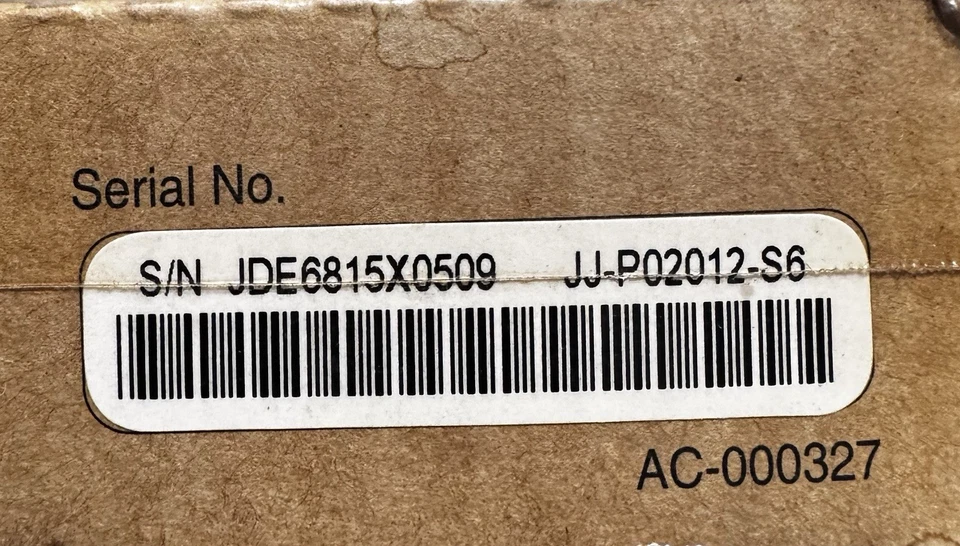 Serial No.
S/N JDE6815X0509 JJ-P02012-S6
AC-000327